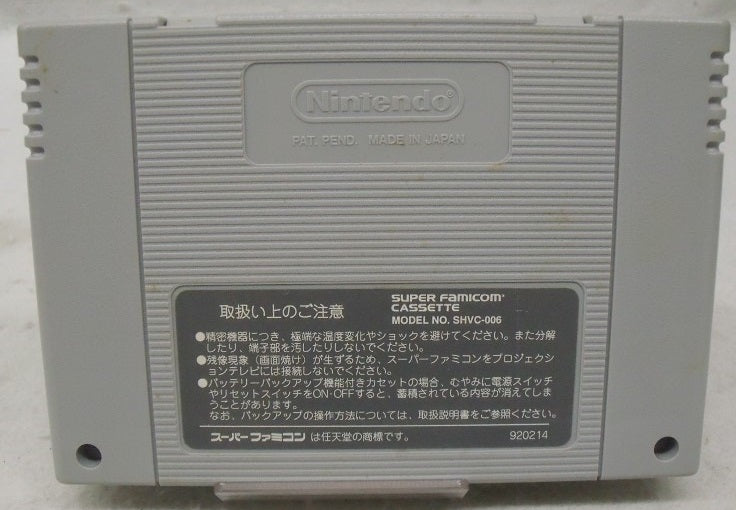 Nintendo®
PAT. PEND. MADE IN JAPAN
取扱い上のご注意
SUPER FAMICOM®
CASSETTE
MODEL NO. SHVC-006
●精密機器につき、極端な温度変化やショックを避けてください。また分解
したり、端子部を汚したりしないでください。
●残像現象（画面焼け）が生ずるため、スーパーファミコンをプロジェクシ
ョンテレビには接続しないでください。
●バッテリーバックアップ機能付きカセットの場合、むやみに電源スイッチ
やリセットスイッチをON·OFFすると、蓄積されている内容が消えてしま
うことがあります。
なお、バックアップの操作方法については、取扱説明書をご参照ください。
スーパーファミコン は任天堂の商標です。
920214